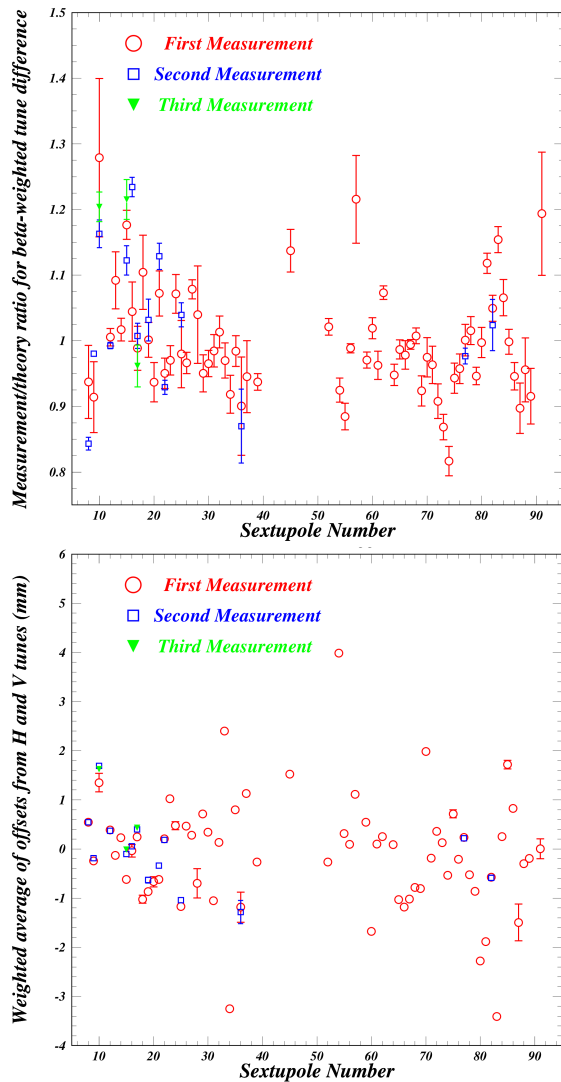 Measurement/theory ratio for beta-weighted tune difference
1.5
1.4
1.3
1.2
1.1
1
0.9
0.8
First Measurement
Second Measurement
Third Measurement
10 20 30 40 50 60 70 80 90
Sextupole Number
Weighted average of offsets from H and V tunes (mm)
6
5
4
3
2
1
0
-1
-2
-3
-4
First Measurement
Second Measurement
Third Measurement
10 20 30 40 50 60 70 80 90
Sextupole Number